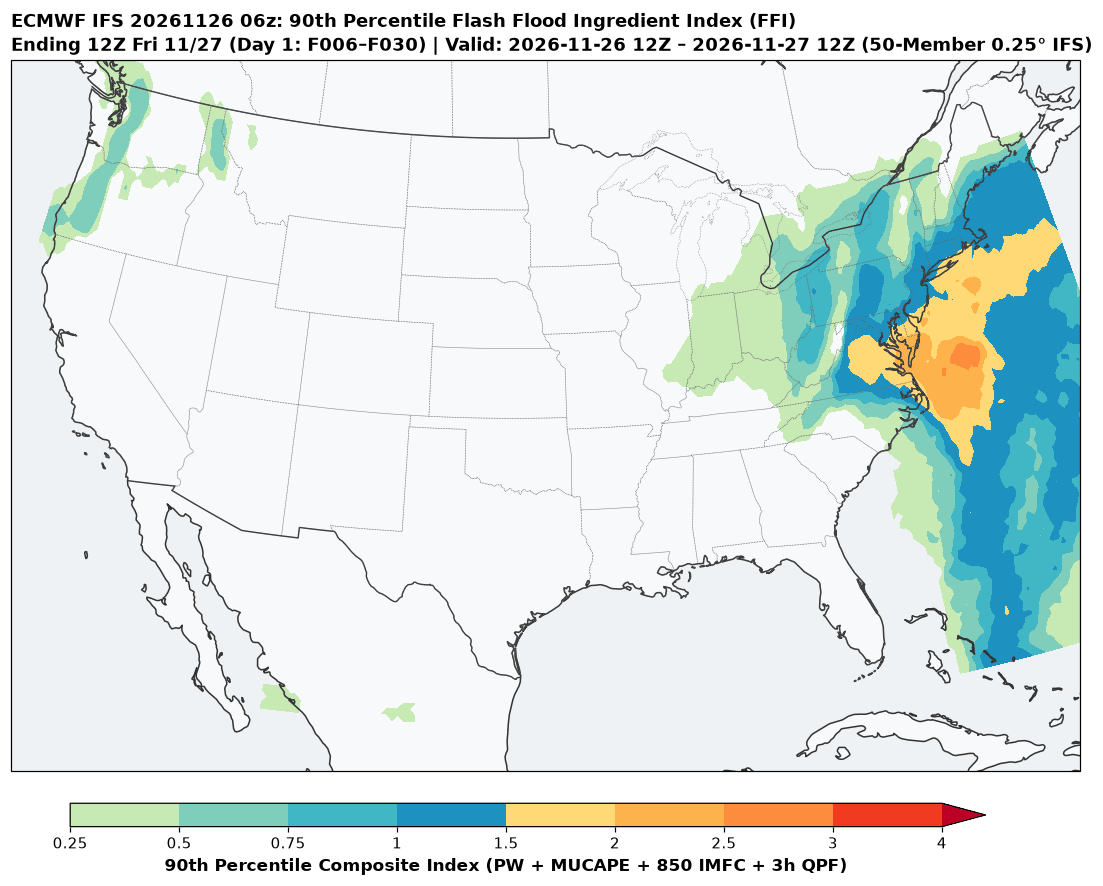 ECMWF IFS 20261126 06z: 90th Percentile Flash Flood Ingredient Index (FFI)
Ending 12Z Fri 11/27 (Day 1: F006–F030) | Valid: 2026-11-26 12Z – 2026-11-27 12Z (50-Member 0.25° IFS)
0.25 0.5 0.75 1 1.5 2 2.5 3 4
90th Percentile Composite Index (PW + MUCAPE + 850 IMFC + 3h QPF)